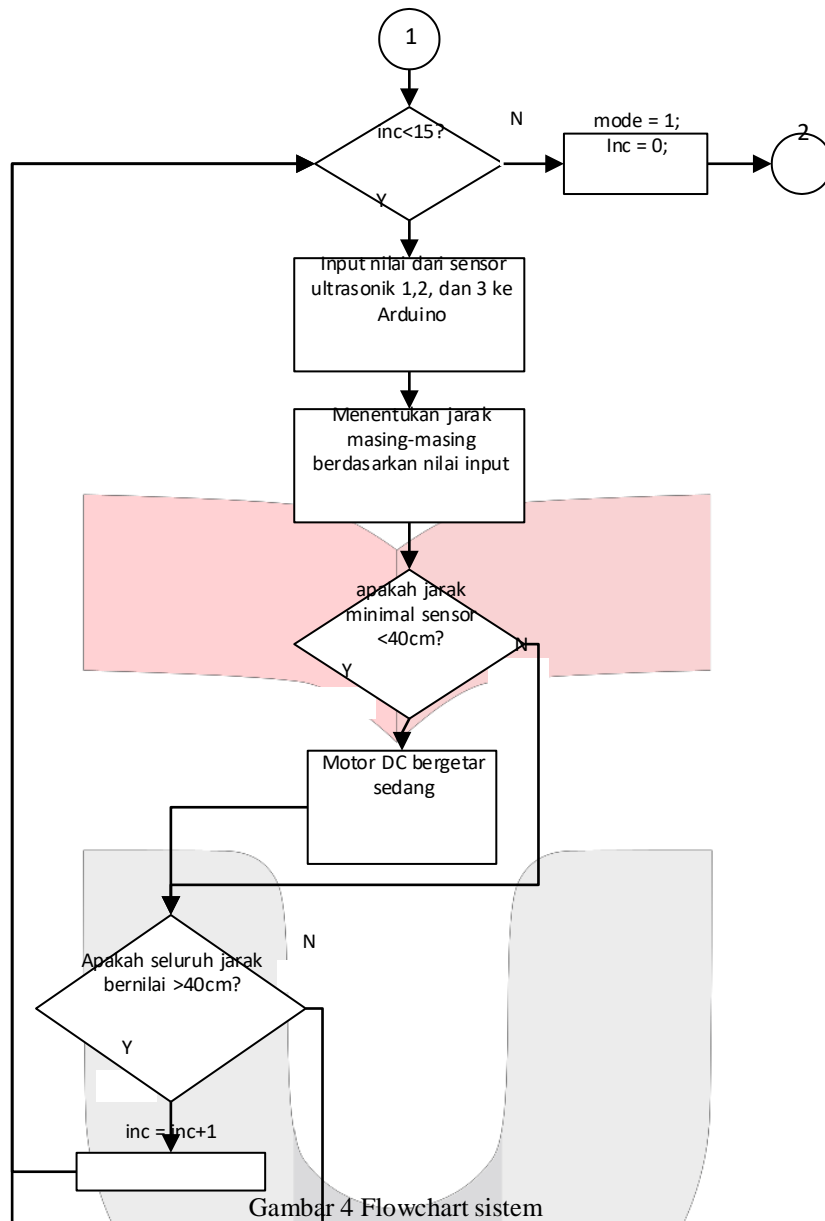 1
inc<15?
N
mode = 1;
Inc = 0;
2
Y
Input nilai dari sensor
ultrasonik 1,2, dan 3 ke
Arduino
Menentukan jarak
masing-masing
berdasarkan nilai input
apakah jarak
minimal sensor
<40cm?
N
Y
Motor DC bergetar
sedang
N
Apakah seluruh jarak
bernilai >40cm?
Y
inc = inc+1
Gambar 4 Flowchart sistem